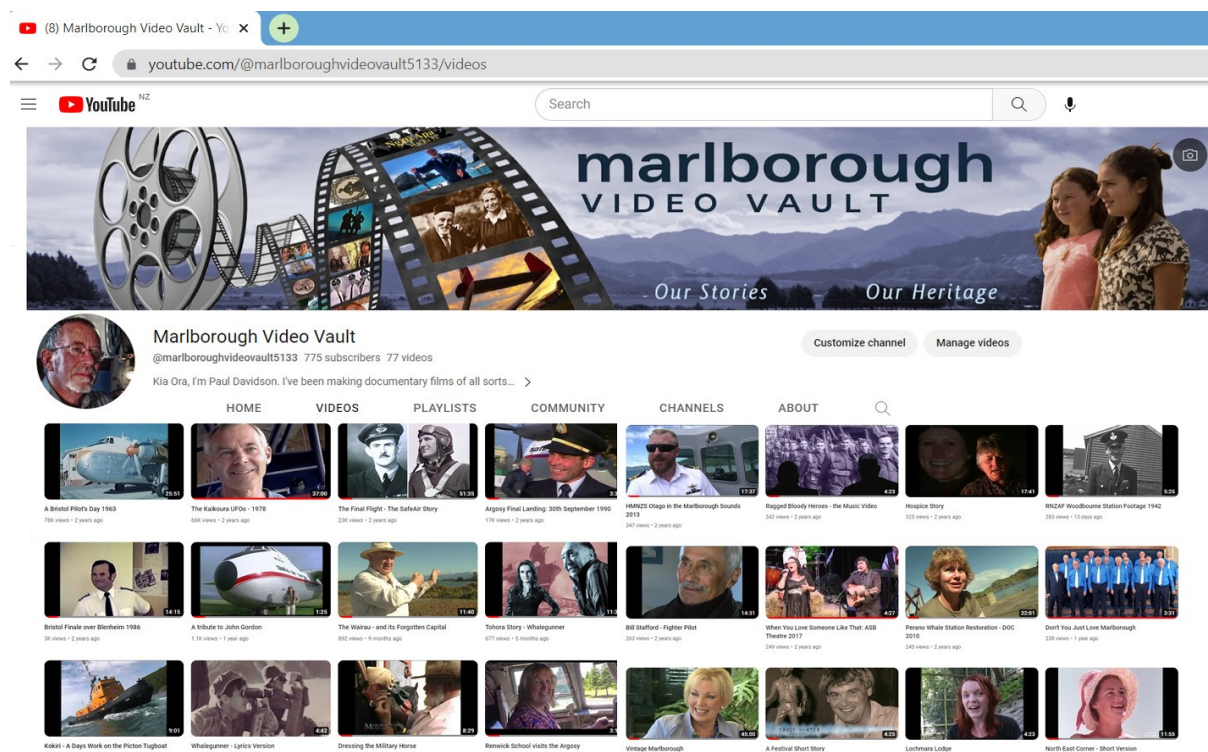 (8) Marlborough Video Vault - Yo
youtube.com/@marlboroughvideovault5133/videos
YouTube NZ
Search
marlborough
VIDEO VAULT
Our Stories Our Heritage
Marlborough Video Vault
@marlboroughvideovault5133 775 subscribers 77 videos
Customize channel Manage videos
Kia Ora, I'm Paul Davidson. I've been making documentary films of all sorts...
HOME VIDEOS PLAYLISTS COMMUNITY CHANNELS ABOUT
25:51 37:00 51:35 17:37 4:23 17:41 5:25
A Bristol Pilot's Day 1963 The Kaikoura UFOs - 1978 The Final Flight - The SafeAir Story Argosy Final Landing: 30th September 1990 HMNZS Otago in the Marlborough Sounds Ragged Bloody Heroes - the Music Video Hospice Story RNZAF Woodbourne Station Footage 1942
2013
78K views • 2 years ago 66K views • 2 years ago 23K views • 2 years ago 17K views • 2 years ago 347 views • 2 years ago 342 views • 2 years ago 325 views • 2 years ago 283 views • 13 days ago
14:15 1:25 11:40 14:31 4:27 22:01 3:31
Bristol Finale over Blenheim 1986 A tribute to John Gordon The Wairau - and its Forgotten Capital Tohora Story - Whalegunner Bill Stafford - Fighter Pilot When You Love Someone Like That: ASB Perano Whale Station Restoration - DOC Don't You Just Love Marlborough
Theatre 2017 2010
5K views • 2 years ago 1.1K views • 1 year ago 892 views • 9 months ago 677 views • 5 months ago 263 views • 2 years ago 249 views • 2 years ago 245 views • 2 years ago 238 views • 1 year ago
9:01 4:42 8:29 45:00 4:25 4:23 11:55
Kokiri - A Days Work on the Picton Tugboat Whalegunner - Lyrics Version Dressing the Military Horse Renwick School visits the Argosy Vintage Marlborough A Festival Short Story Lochmara Lodge North East Corner - Short Version